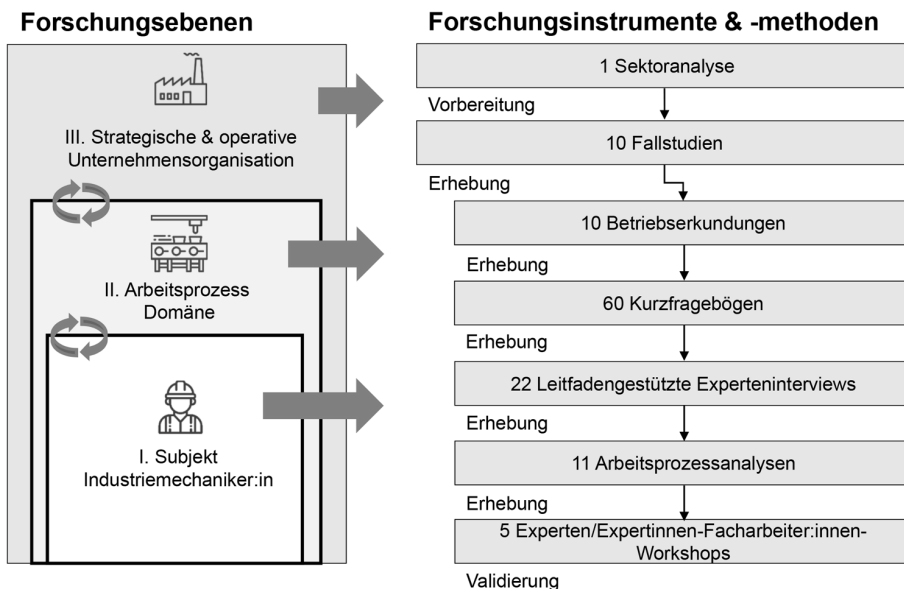 Forschungsebenen
III. Strategische & operative
Unternehmensorganisation
II. Arbeitsprozess
Domäne
I. Subjekt
Industriemechaniker:in
Forschungsinstrumente & -methoden
1 Sektoranalyse
Vorbereitung
10 Fallstudien
Erhebung
10 Betriebserkundungen
Erhebung
60 Kurzfragebögen
Erhebung
22 Leitfadengestützte Experteninterviews
Erhebung
11 Arbeitsprozessanalysen
Erhebung
5 Experten/Expertinnen-Facharbeiter:innen-
Workshops
Validierung